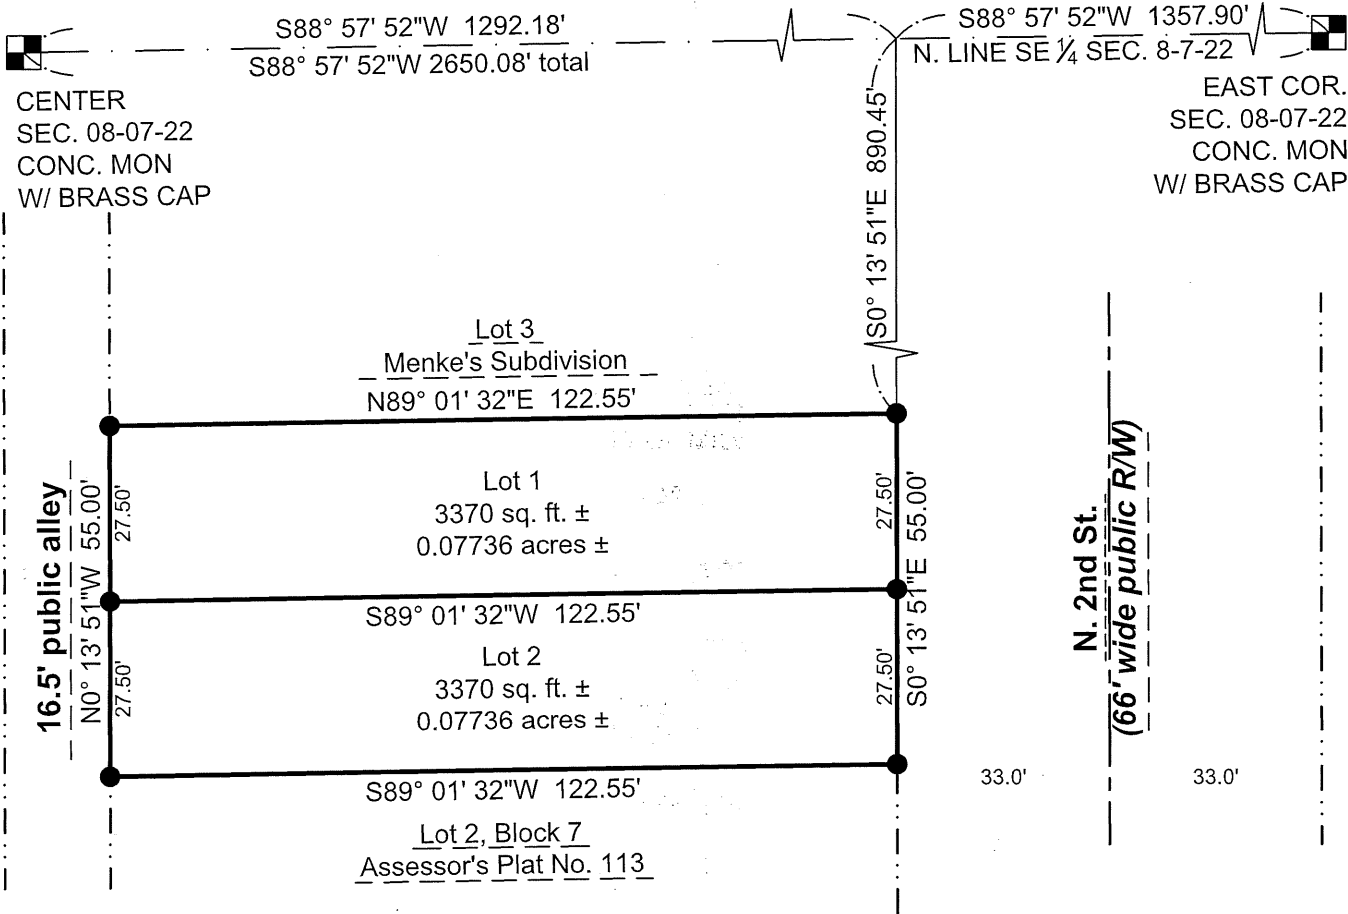 S88° 57' 52"W 1292.18'
S88° 57' 52"W 2650.08' total
S88° 57' 52"W 1357.90'
N. LINE SE ¼ SEC. 8-7-22
CENTER
SEC. 08-07-22
CONC. MON
W/ BRASS CAP
EAST COR.
SEC. 08-07-22
CONC. MON
W/ BRASS CAP
S0° 13' 51"E 890.45'
Lot 3
Menke's Subdivision
N89° 01' 32"E 122.55'
16.5' public alley
N0° 13' 51"W 55.00'
27.50'
27.50'
Lot 1
3370 sq. ft. ±
0.07736 acres ±
S89° 01' 32"W 122.55'
Lot 2
3370 sq. ft. ±
0.07736 acres ±
S89° 01' 32"W 122.55'
27.50'
27.50'
S0° 13' 51"E 55.00'
N. 2nd St.
(66' wide public R/W)
33.0'
33.0'
Lot 2, Block 7
Assessor's Plat No. 113